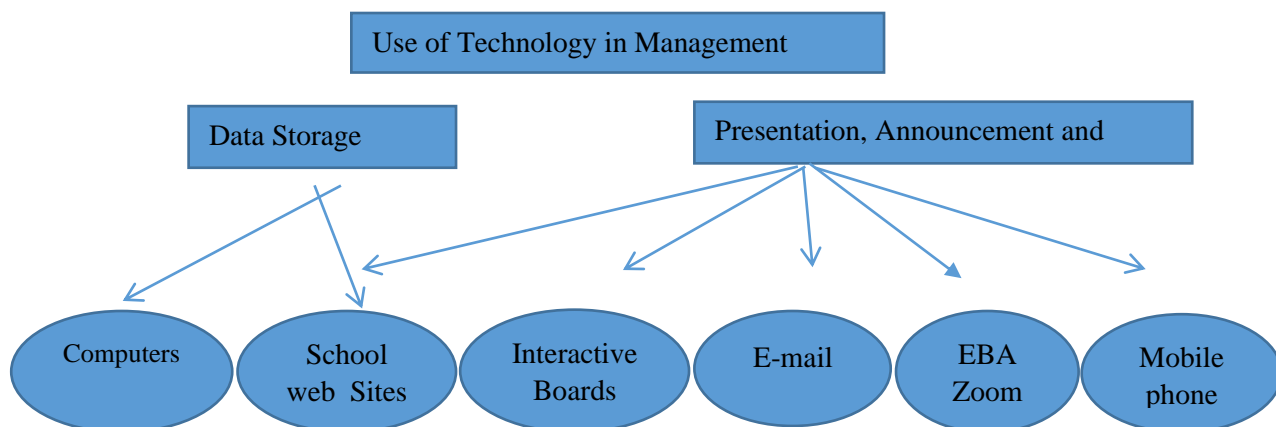 Use of Technology in Management
Data Storage
Presentation, Announcement and
Computers
School
web Sites
Interactive
Boards
E-mail
EBA
Zoom
Mobile
phone